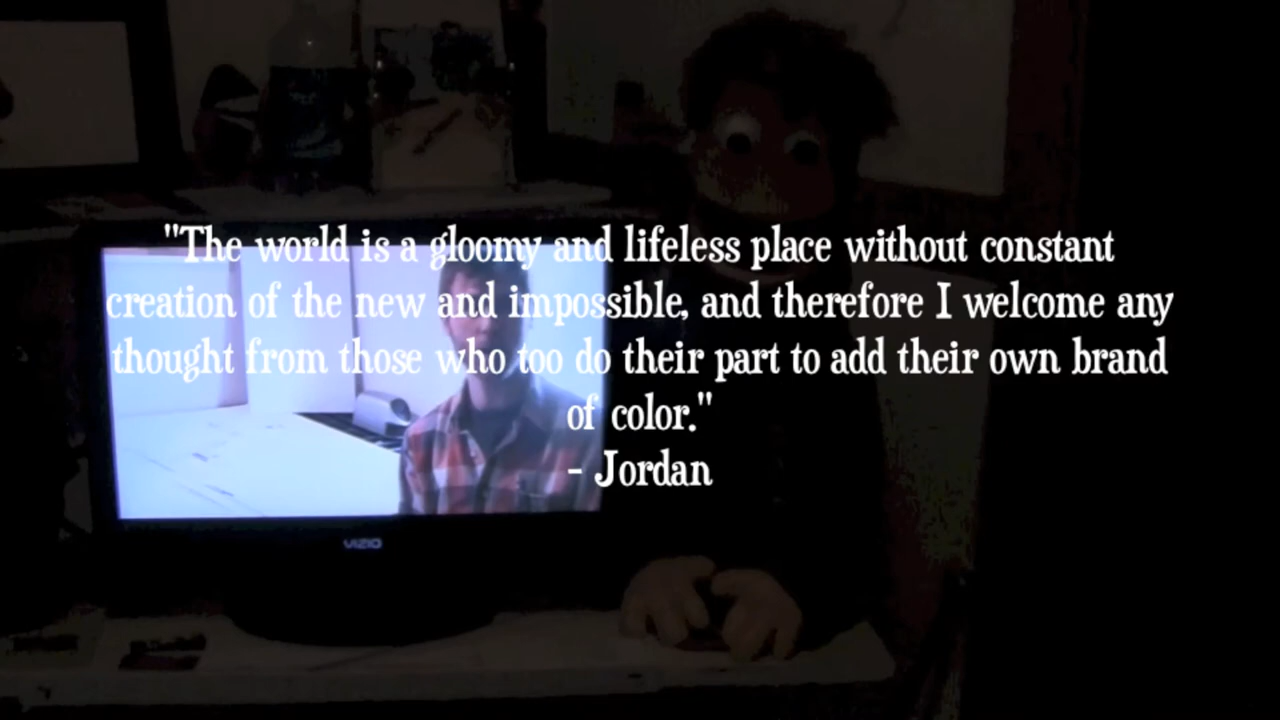 "The world is a gloomy and lifeless place without constant
creation of the new and impossible, and therefore I welcome any
thought from those who too do their part to add their own brand
of color."
- Jordan
VIZIO